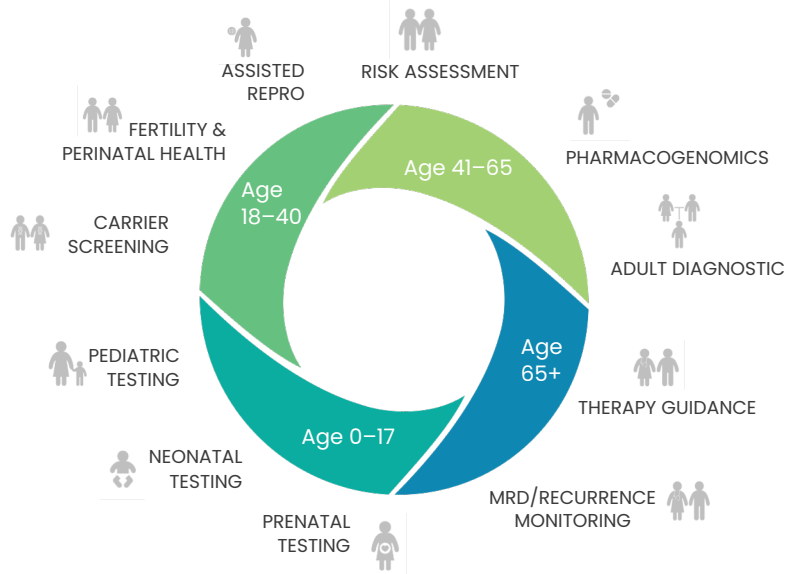 ASSISTED
REPRO
RISK ASSESSMENT
FERTILITY &
PERINATAL HEALTH
PHARMACOGENOMICS
Age 41–65
Age
18–40
CARRIER
SCREENING
ADULT DIAGNOSTIC
PEDIATRIC
TESTING
Age
65+
THERAPY GUIDANCE
Age 0–17
NEONATAL
TESTING
MRD/RECURRENCE
MONITORING
PRENATAL
TESTING